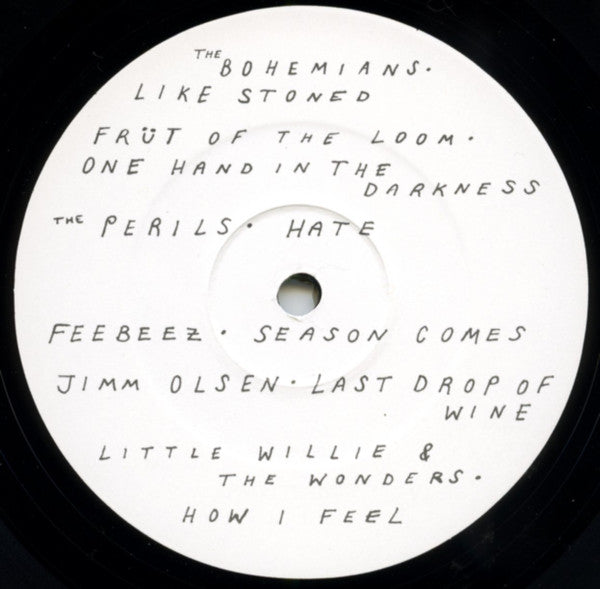 THE BOHEMIANS.
LIKE STONED
FRÜT OF THE LOOM.
ONE HAND IN THE
DARKNESS
THE PERILS. HATE
FEEBEEZ. SEASON COMES
JIMM OLSEN. LAST DROP OF
WINE
LITTLE WILLIE &
THE WONDERS.
HOW I FEEL